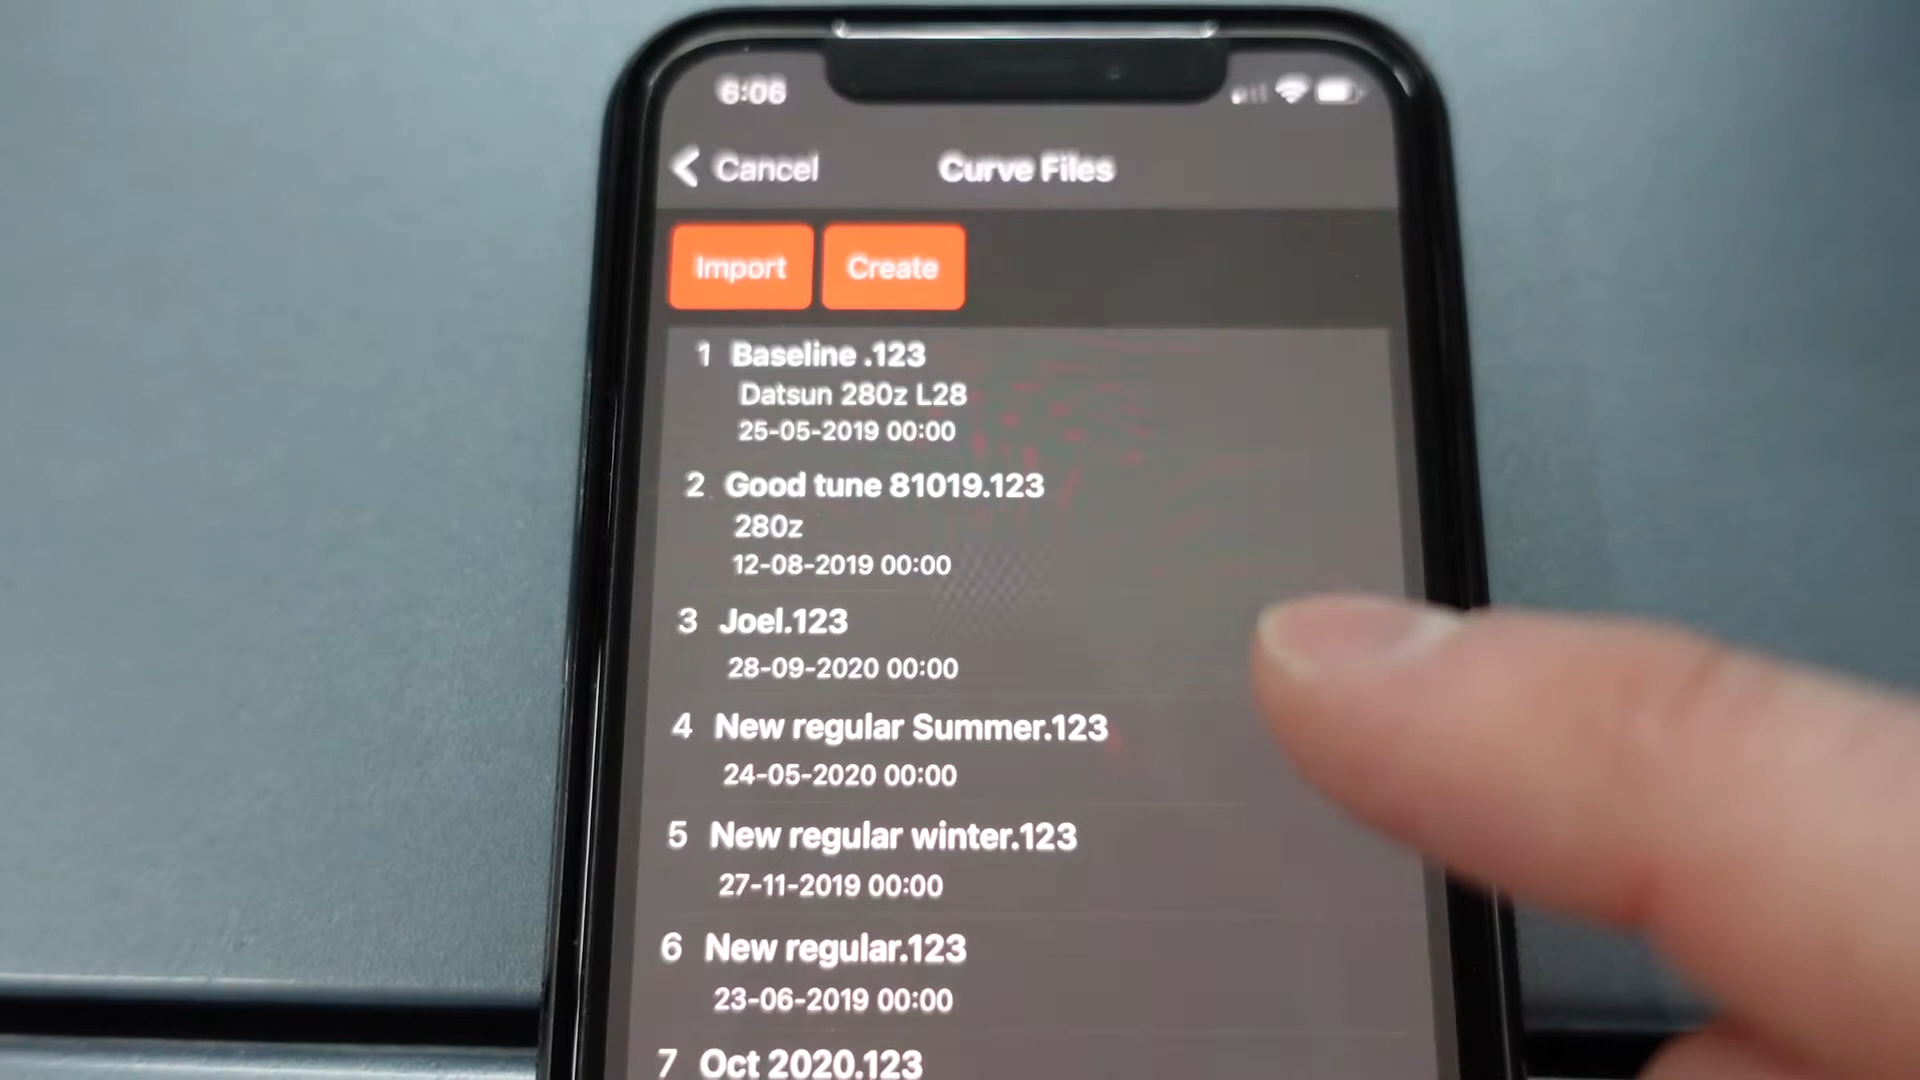 6:06
Cancel
Curve Files
Import
Create
1 Baseline .123
Datsun 280z L28
25-05-2019 00:00
2 Good tune 81019.123
280z
12-08-2019 00:00
3 Joel.123
28-09-2020 00:00
4 New regular Summer.123
24-05-2020 00:00
5 New regular winter.123
27-11-2019 00:00
6 New regular.123
23-06-2019 00:00
7 Oct 2020.123